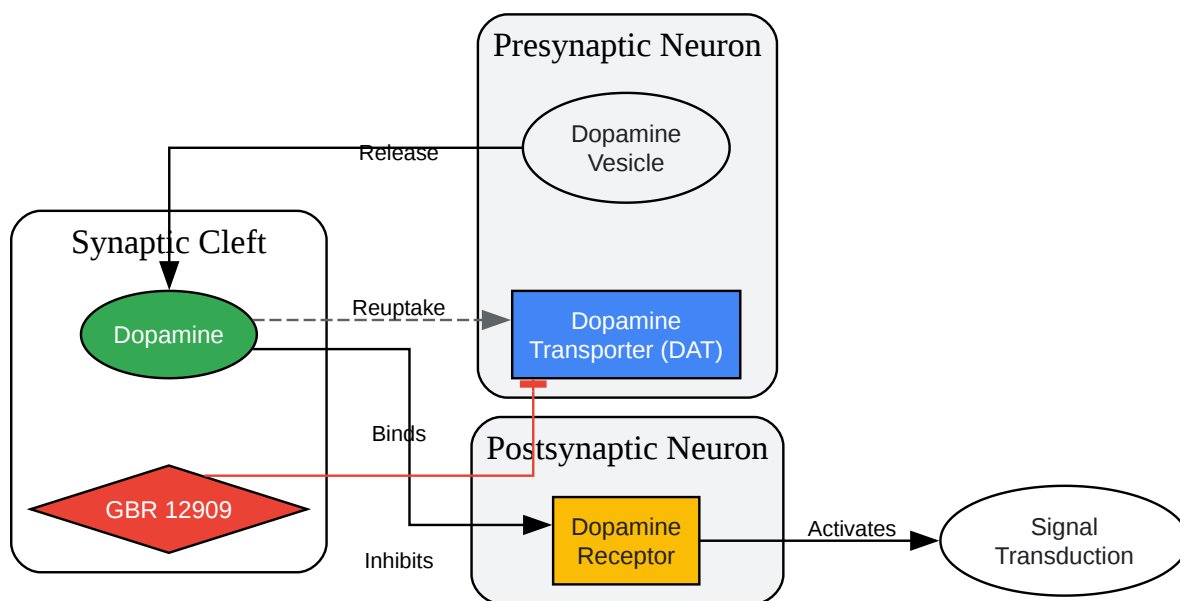 Presynaptic Neuron
Dopamine
Vesicle
Release
Synaptic Cleft
Dopamine
Reuptake
Dopamine
Transporter (DAT)
Binds
Postsynaptic Neuron
GBR 12909
Dopamine
Receptor
Activates
Signal
Transduction
Inhibits